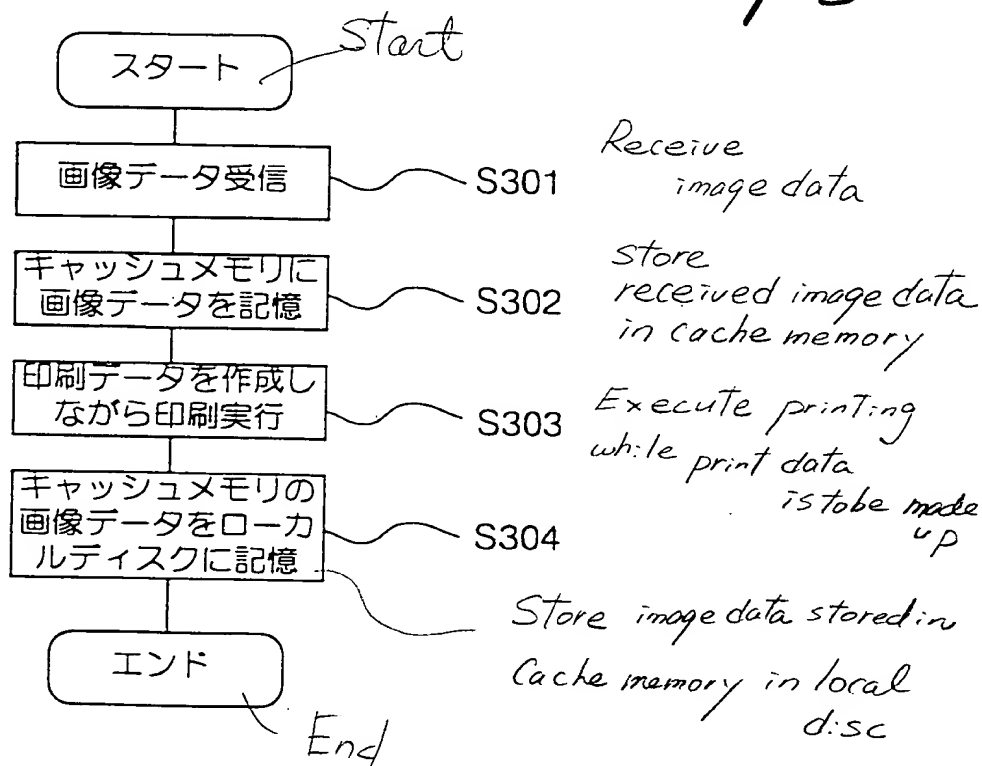 Start
スタート
画像データ受信
S301
Receive
image data
キャッシュメモリに
画像データを記憶
S302
store
received image data
in cache memory
印刷データを作成し
ながら印刷実行
S303
Execute printing
while print data
is to be made
up
キャッシュメモリの
画像データをローカ
ルディスクに記憶
S304
Store image data stored in
Cache memory in local
disc
エンド
End